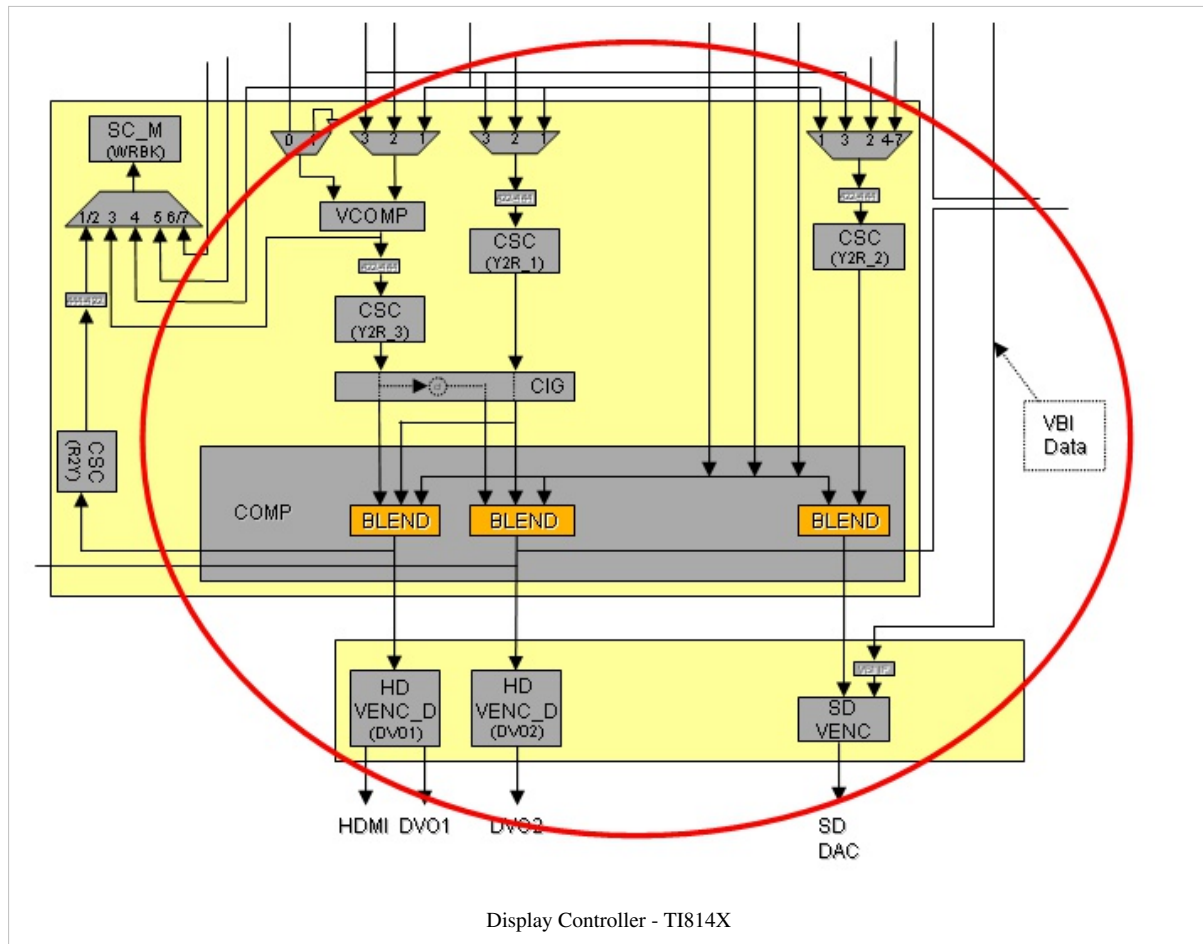 SC_M
(WRBK)
0 1
3 2 1
3 2 1
1 3 2 4-7
1/2 3 4 5 6/7
VCOMP
CSC
(Y2R_1)
CSC
(Y2R_2)
CSC
(Y2R_3)
CIG
CSC
(R2Y)
VBI
Data
COMP
BLEND
BLEND
BLEND
HD
VENC_D
(DVO1)
HD
VENC_D
(DVO2)
SD
VENC
HDMI
DVO1
DVO2
SD
DAC
Display Controller - TI814X